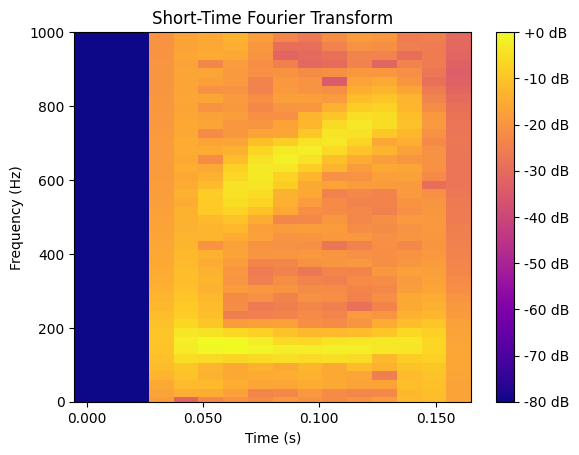 Short-Time Fourier Transform
Frequency (Hz)
1000
800
600
400
200
0
0.000
0.050
0.100
0.150
Time (s)
+0 dB
-10 dB
-20 dB
-30 dB
-40 dB
-50 dB
-60 dB
-70 dB
-80 dB